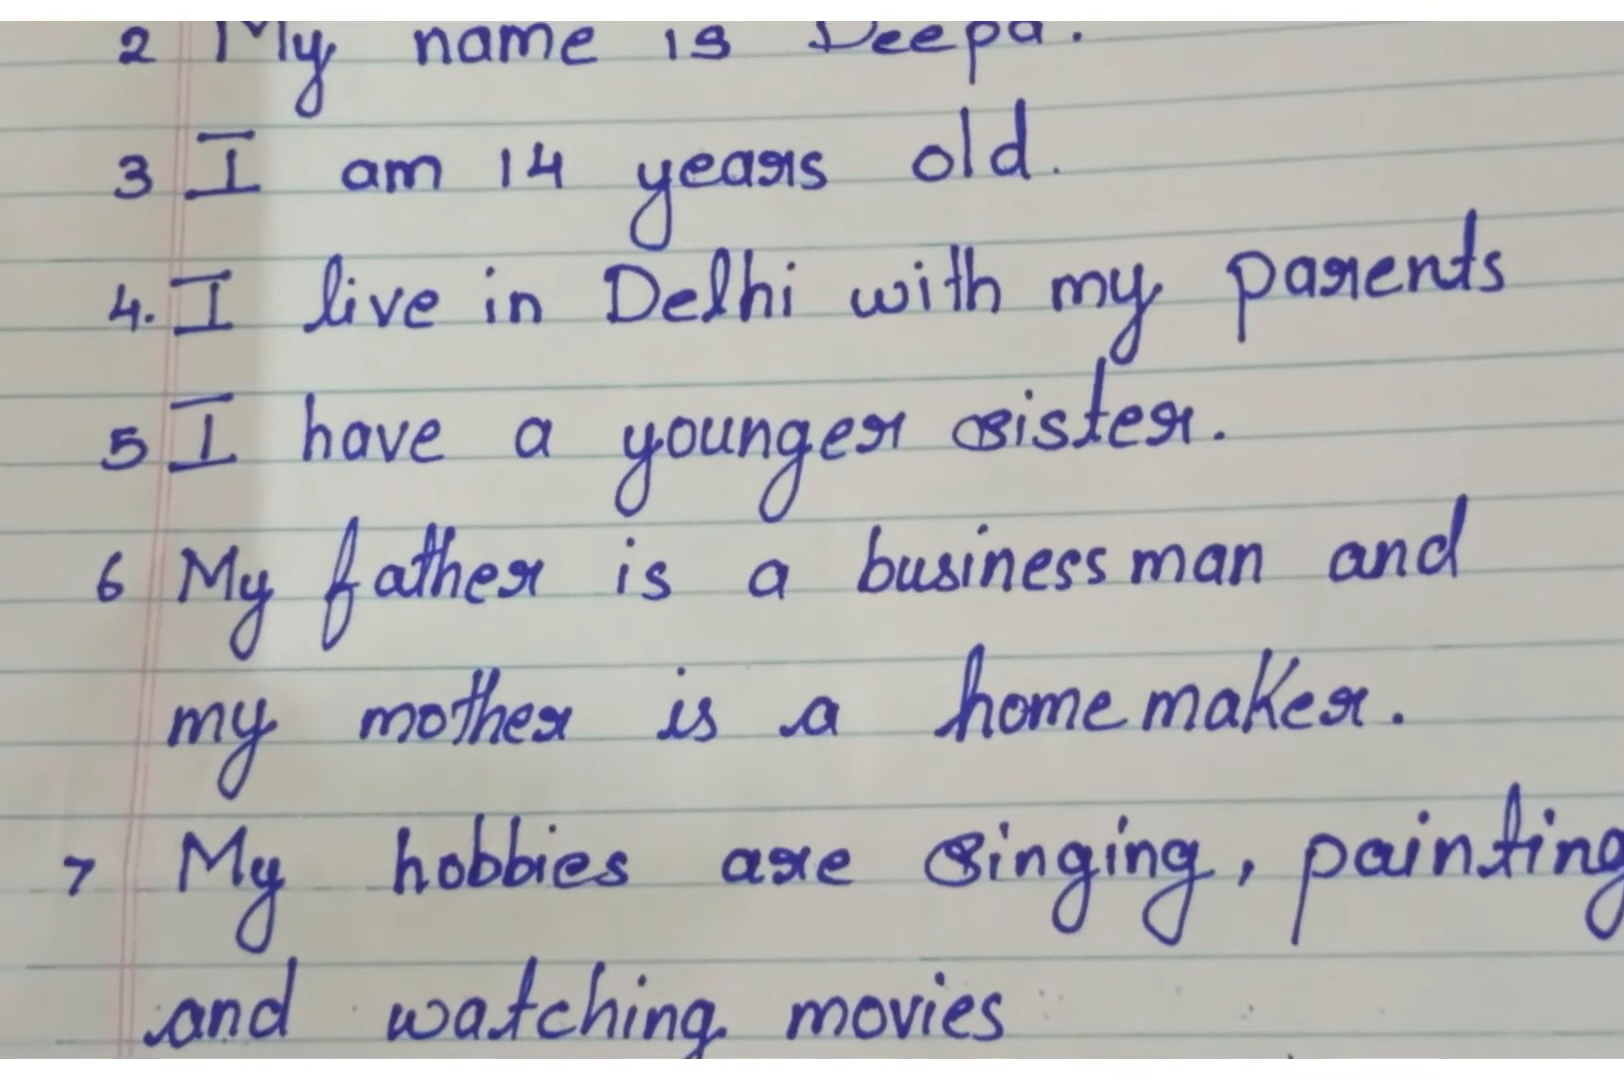 2 My name is Deepa.
3 I am 14 years old.
4. I live in Delhi with my parents
5 I have a younger sister.
6 My father is a businessman and
my mother is a homemaker.
7 My hobbies are singing, painting
and watching movies